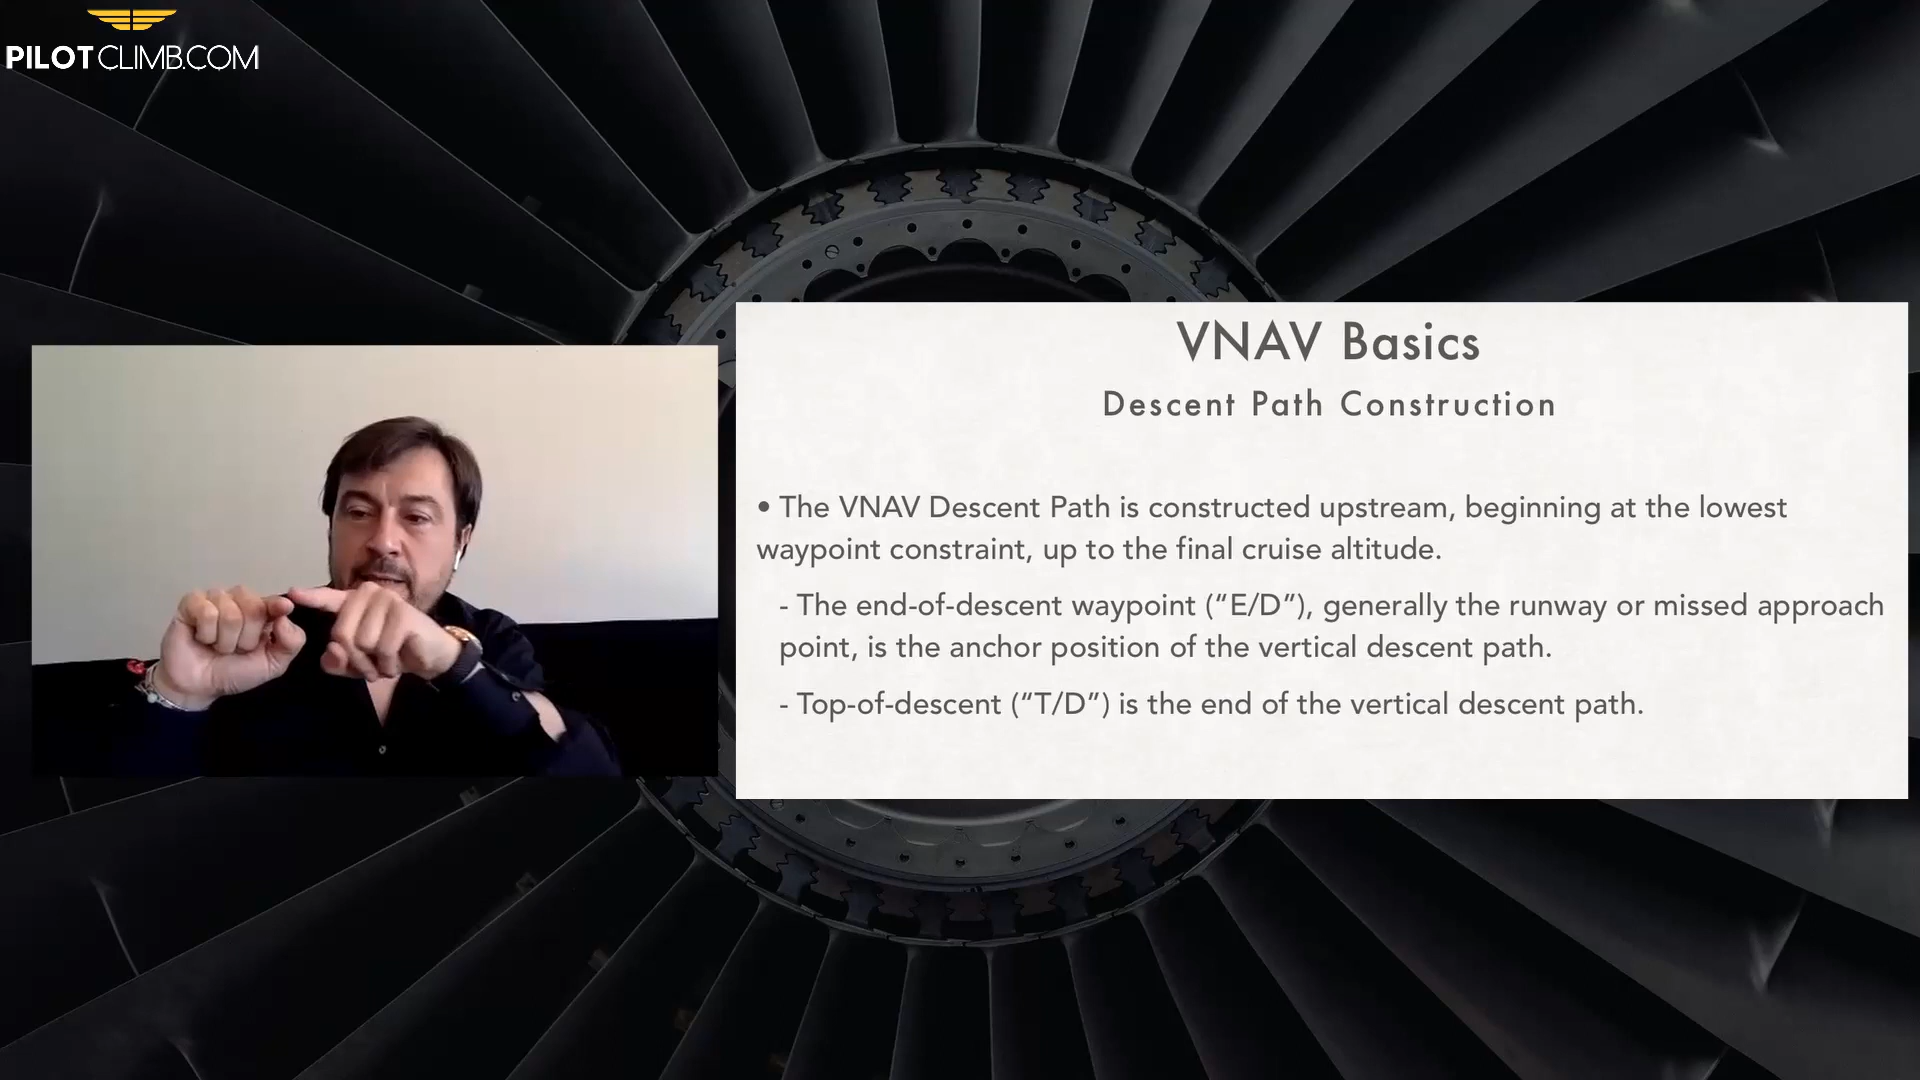 PILOTCLIMB.COM
VNAV Basics
Descent Path Construction
• The VNAV Descent Path is constructed upstream, beginning at the lowest
waypoint constraint, up to the final cruise altitude.
- The end-of-descent waypoint (“E/D”), generally the runway or missed approach
point, is the anchor position of the vertical descent path.
- Top-of-descent (“T/D”) is the end of the vertical descent path.